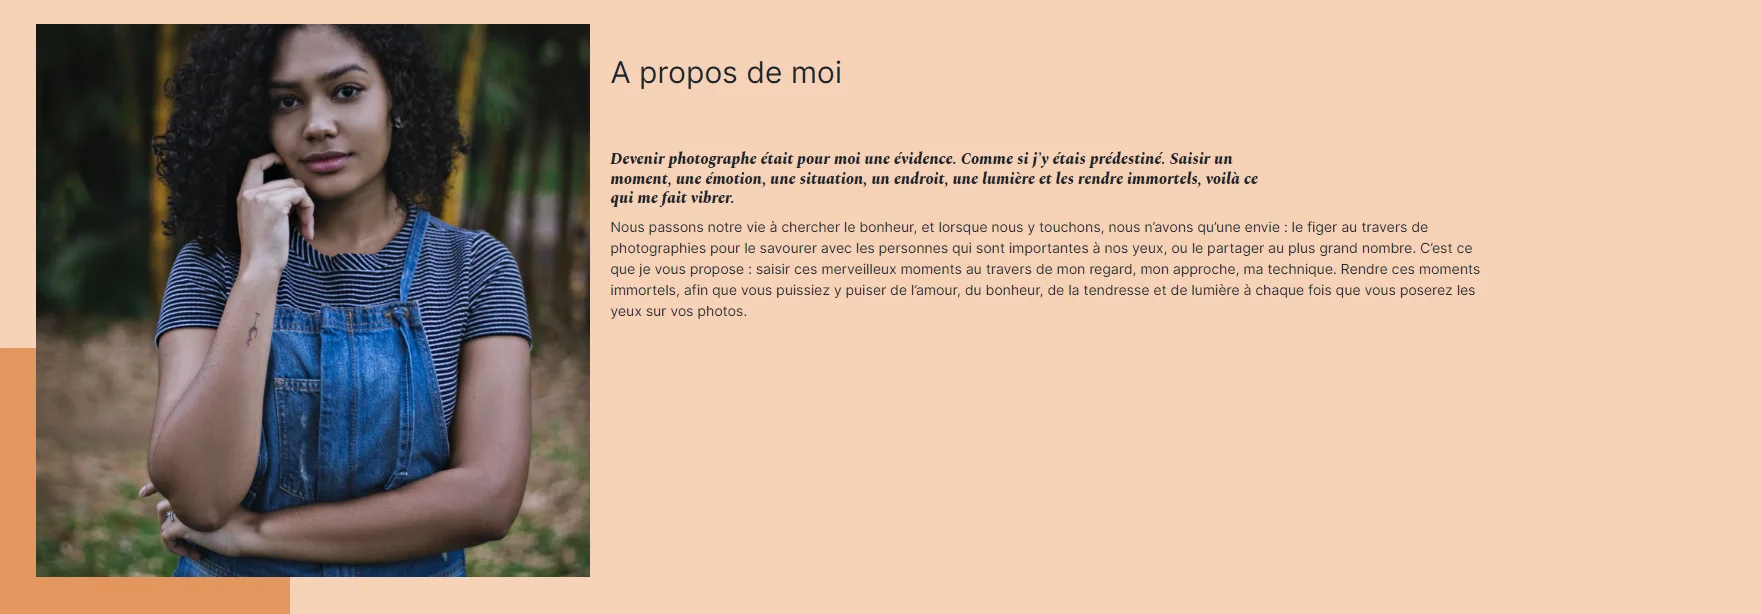 A propos de moi
Devenir photographe était pour moi une évidence. Comme si j'y étais prédestiné. Saisir un
moment, une émotion, une situation, un endroit, une lumière et les rendre immortels, voilà ce
qui me fait vibrer.
Nous passons notre vie à chercher le bonheur, et lorsque nous y touchons, nous n’avons qu’une envie : le figer au travers de
photographies pour le savourer avec les personnes qui sont importantes à nos yeux, ou le partager au plus grand nombre. C’est ce
que je vous propose : saisir ces merveilleux moments au travers de mon regard, mon approche, ma technique. Rendre ces moments
immortels, afin que vous puissiez y puiser de l’amour, du bonheur, de la tendresse et de lumière à chaque fois que vous poserez les
yeux sur vos photos.